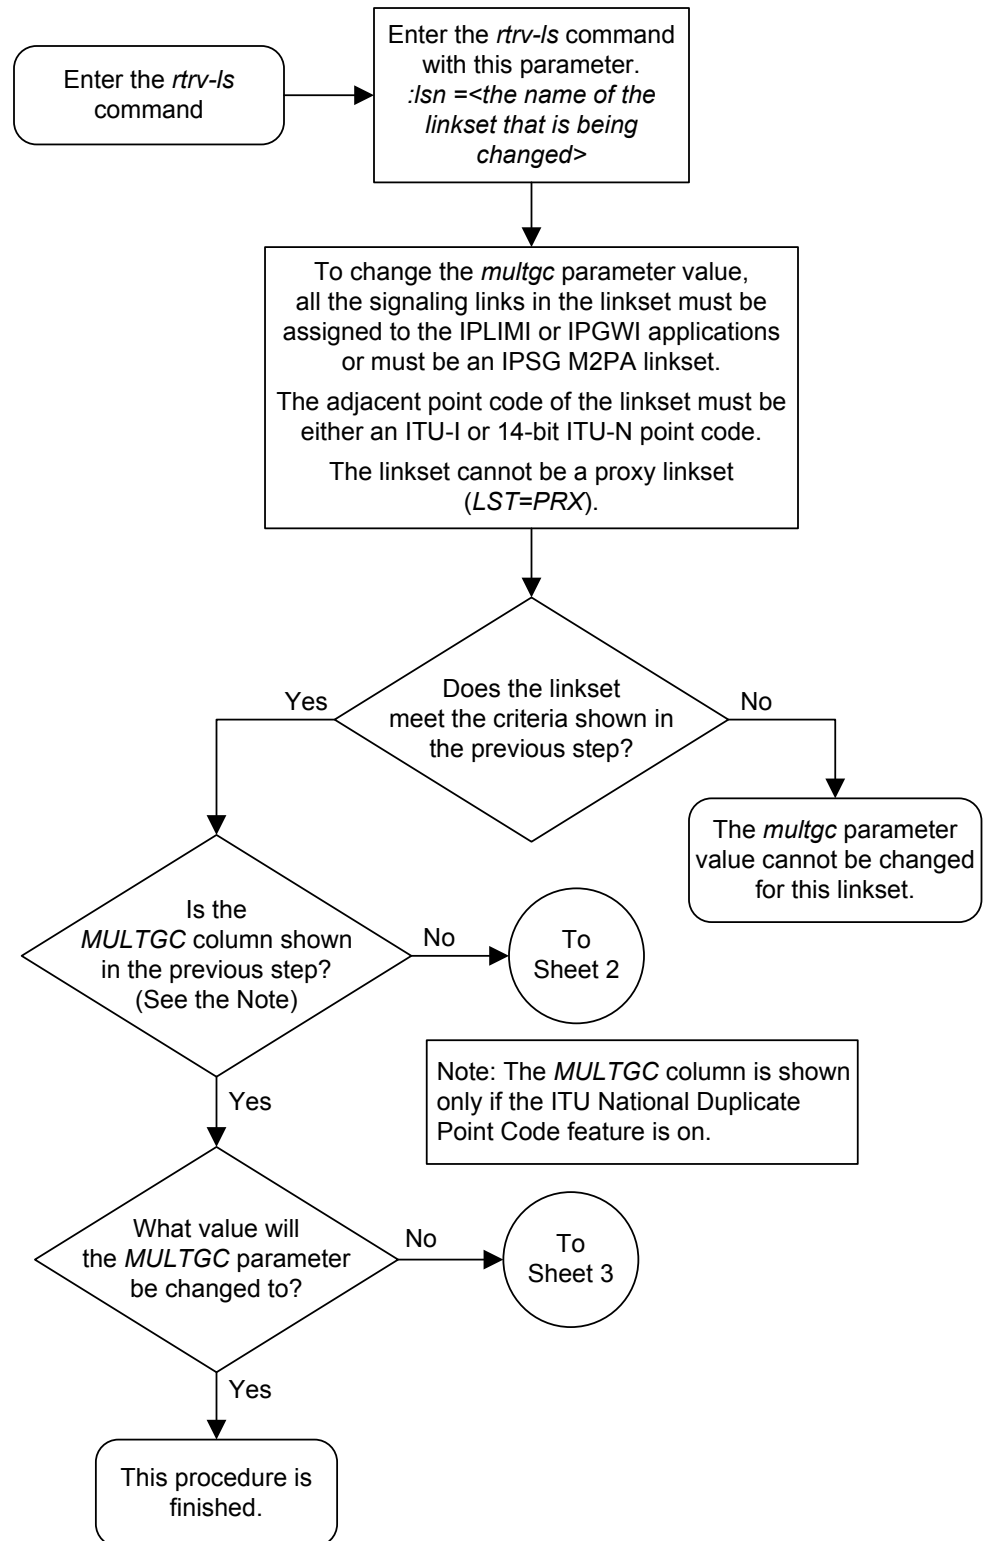 Enter the rtrv-ls
command
Enter the rtrv-ls command
with this parameter.
:lsn =<the name of the
linkset that is being
changed>
To change the multgc parameter value,
all the signaling links in the linkset must be
assigned to the IPLIMI or IPGWI applications
or must be an IPSG M2PA linkset.
The adjacent point code of the linkset must be
either an ITU-I or 14-bit ITU-N point code.
The linkset cannot be a proxy linkset
(LST=PRX).
Does the linkset
meet the criteria shown in
the previous step?
Yes
No
The multgc parameter
value cannot be changed
for this linkset.
Is the
MULTGC column shown
in the previous step?
(See the Note)
No
To
Sheet 2
Note: The MULTGC column is shown
only if the ITU National Duplicate
Point Code feature is on.
Yes
What value will
the MULTGC parameter
be changed to?
No
To
Sheet 3
Yes
This procedure is
finished.